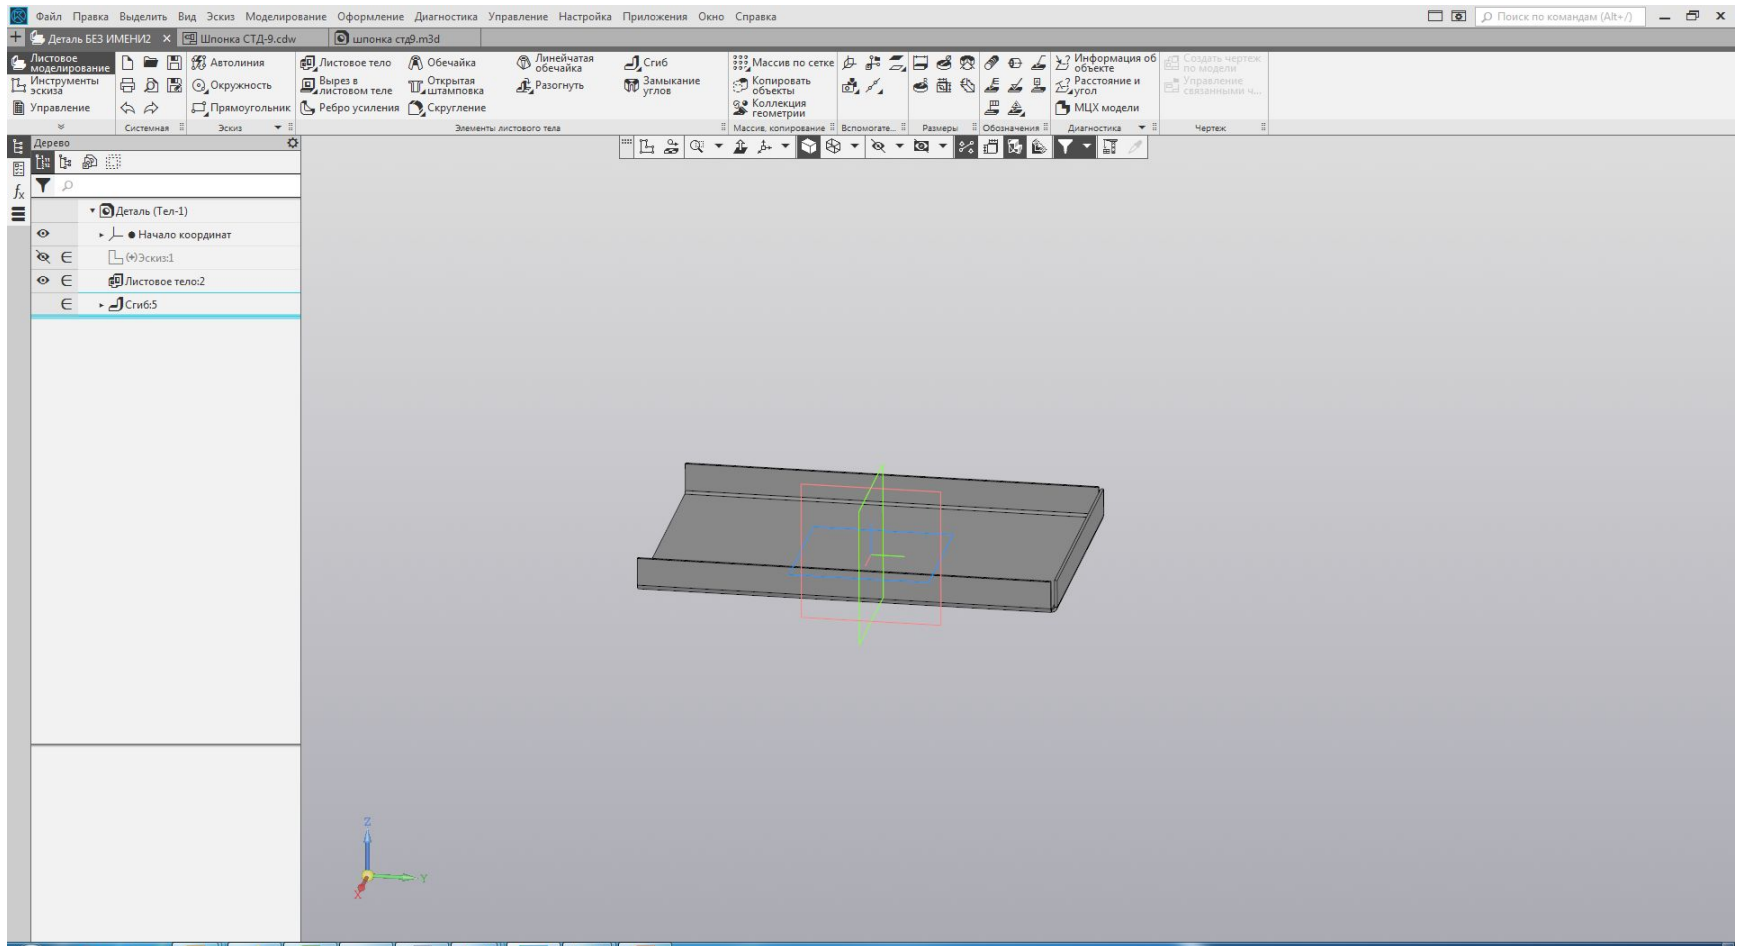 Файл Правка Выделить Вид Эскиз Моделирование Оформление Диагностика Управление Настройка Приложения Окно Справка
Поиск по командам (Alt+/)
Деталь БЕЗ ИМЕНИ2
Шпонка СТД-9.cdw
шпонка стд9.m3d
Листовое моделирование
Инструменты эскиза
Управление
Системная
Автолиния
Окружность
Прямоугольник
Эскиз
Листовое тело
Вырез в листовом теле
Ребро усиления
Обечайка
Открытая штамповка
Скругление
Линейчатая обечайка
Разогнуть
Сгиб
Замыкание углов
Элементы листового тела
Массив по сетке
Копировать объекты
Коллекция геометрии
Массив, копирование
Вспомогате...
Размеры
Обозначения
Информация об объекте
Расстояние и угол
МЦХ модели
Диагностика
Создать чертеж по модели
Управление связанными ч...
Чертеж
Дерево
Деталь (Тел-1)
Начало координат
(+)Эскиз:1
Листовое тело:2
Сгиб:5
Z
Y
X